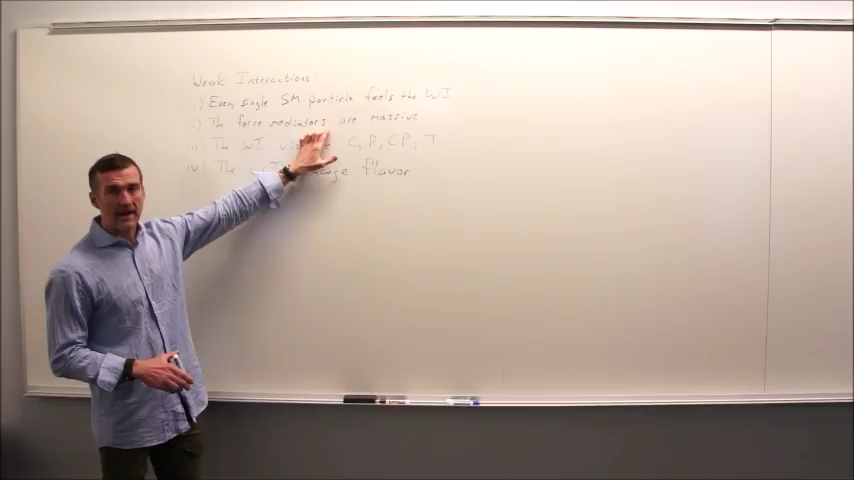 Weak Interactions:
i.) Every single SM particle feels the WI
.) The force mediators are massive
iii) The WI C, P, CP, T
iv) The WI flavor